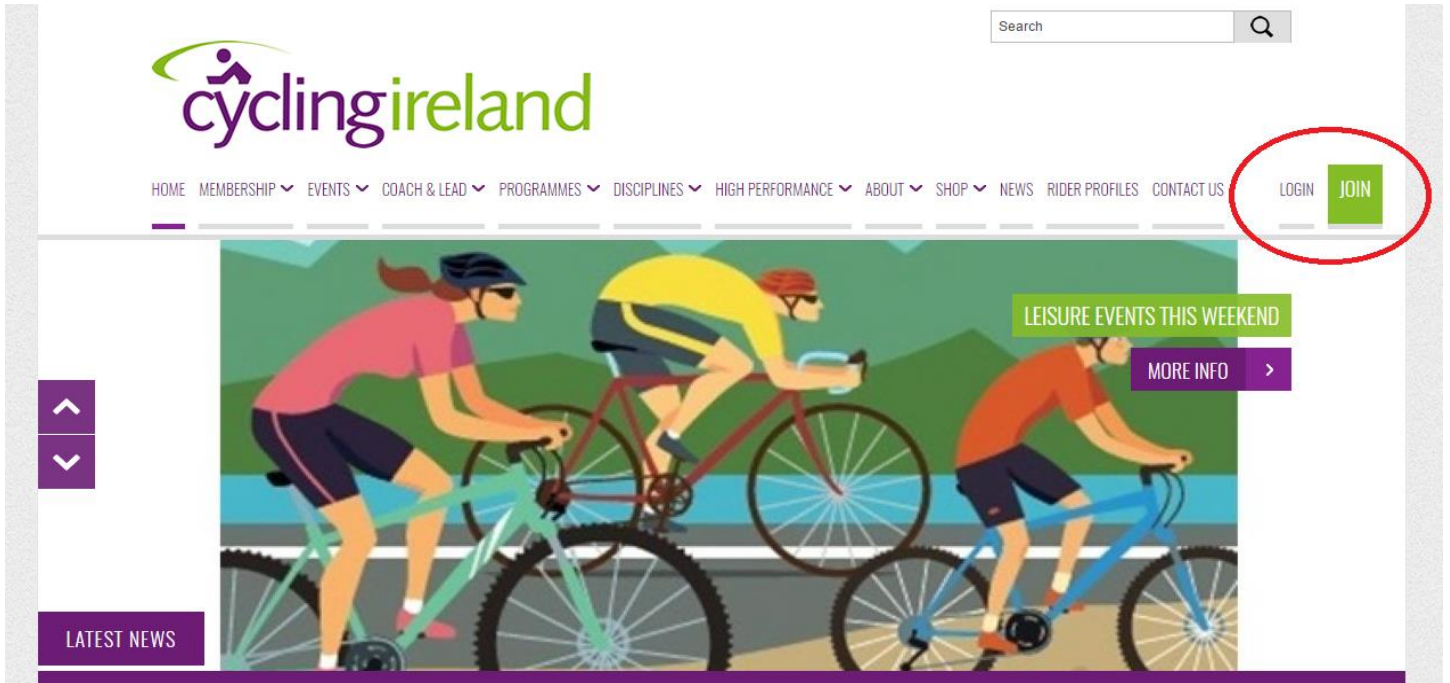 Search
cyclingireland
HOME MEMBERSHIP EVENTS COACH & LEAD PROGRAMMES DISCIPLINES HIGH PERFORMANCE ABOUT SHOP NEWS RIDER PROFILES CONTACT US LOGIN JOIN
LEISURE EVENTS THIS WEEKEND
MORE INFO
LATEST NEWS